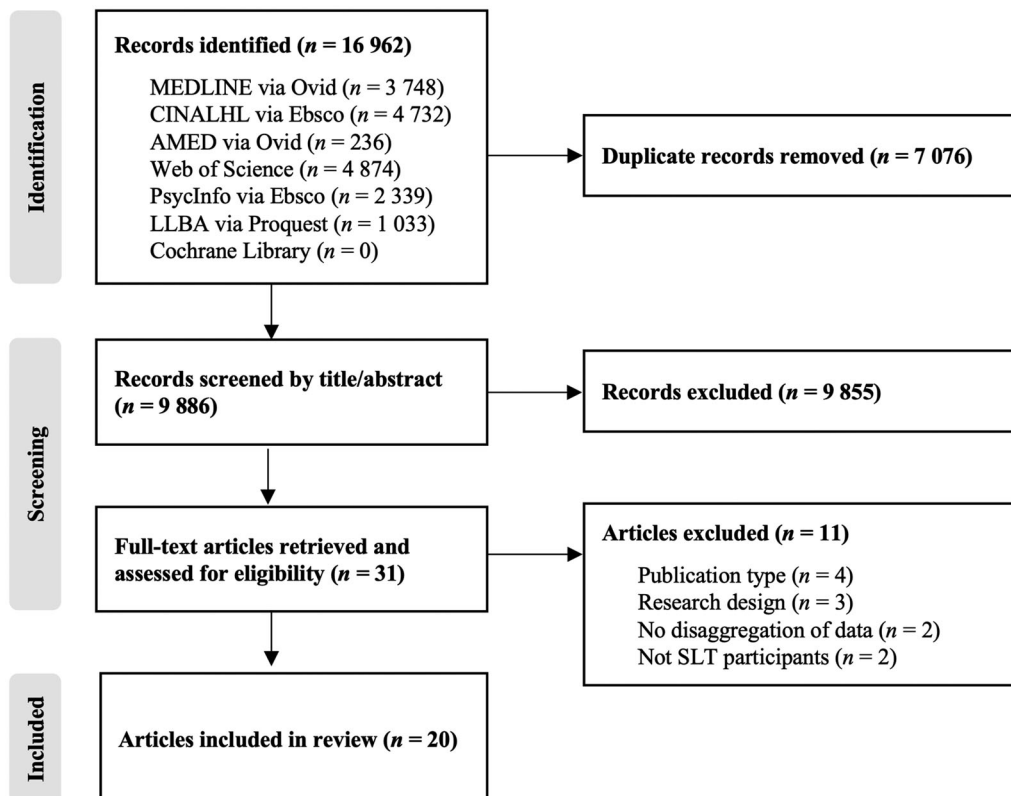 Identification
Records identified (n = 16 962)
MEDLINE via Ovid (n = 3 748)
CINALHL via Ebsco (n = 4 732)
AMED via Ovid (n = 236)
Web of Science (n = 4 874)
PsycInfo via Ebsco (n = 2 339)
LLBA via Proquest (n = 1 033)
Cochrane Library (n = 0)
Duplicate records removed (n = 7 076)
Screening
Records screened by title/abstract
(n = 9 886)
Records excluded (n = 9 855)
Full-text articles retrieved and
assessed for eligibility (n = 31)
Articles excluded (n = 11)
Publication type (n = 4)
Research design (n = 3)
No disaggregation of data (n = 2)
Not SLT participants (n = 2)
Included
Articles included in review (n = 20)